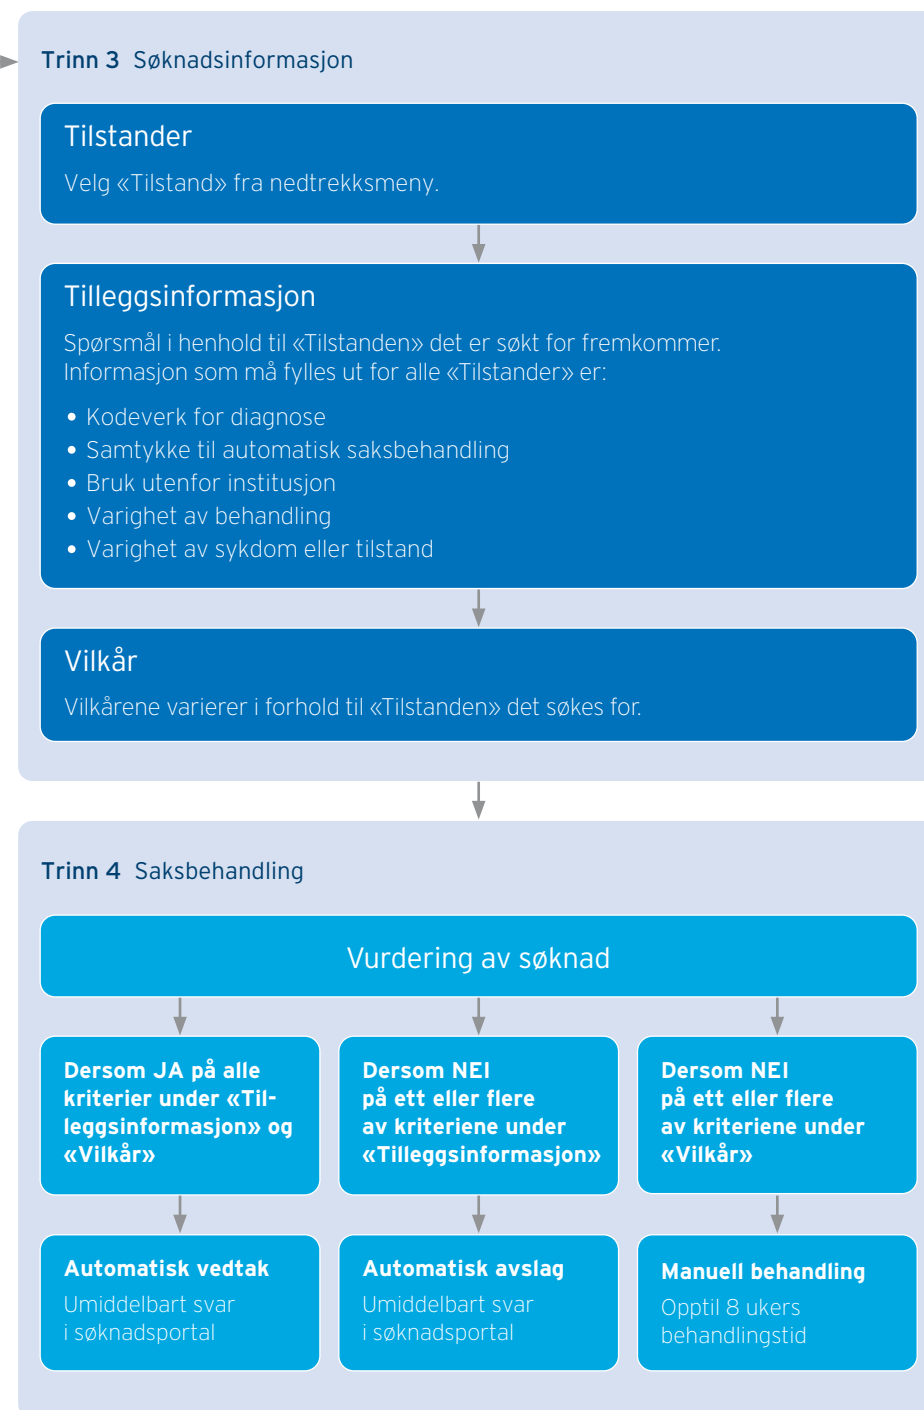 Trinn 3 Søknadsinformasjon
Tilstander
Velg «Tilstand» fra nedtrekksmeny.
Tilleggsinformasjon
Spørsmål i henhold til «Tilstanden» det er søkt for fremkommer.
Informasjon som må fylles ut for alle «Tilstander» er:
• Kodeverk for diagnose
• Samtykke til automatisk saksbehandling
• Bruk utenfor institusjon
• Varighet av behandling
• Varighet av sykdom eller tilstand
Vilkår
Vilkårene varierer i forhold til «Tilstanden» det søkes for.
Trinn 4 Saksbehandling
Vurdering av søknad
Dersom JA på alle
kriterier under «Til-
leggsinformasjon» og
«Vilkår»
Dersom NEI
på ett eller flere
av kriteriene under
«Tilleggsinformasjon»
Dersom NEI
på ett eller flere
av kriteriene under
«Vilkår»
Automatisk vedtak
Umiddelbart svar
i søknadsportal
Automatisk avslag
Umiddelbart svar
i søknadsportal
Manuell behandling
Opptil 8 ukers
behandlingstid